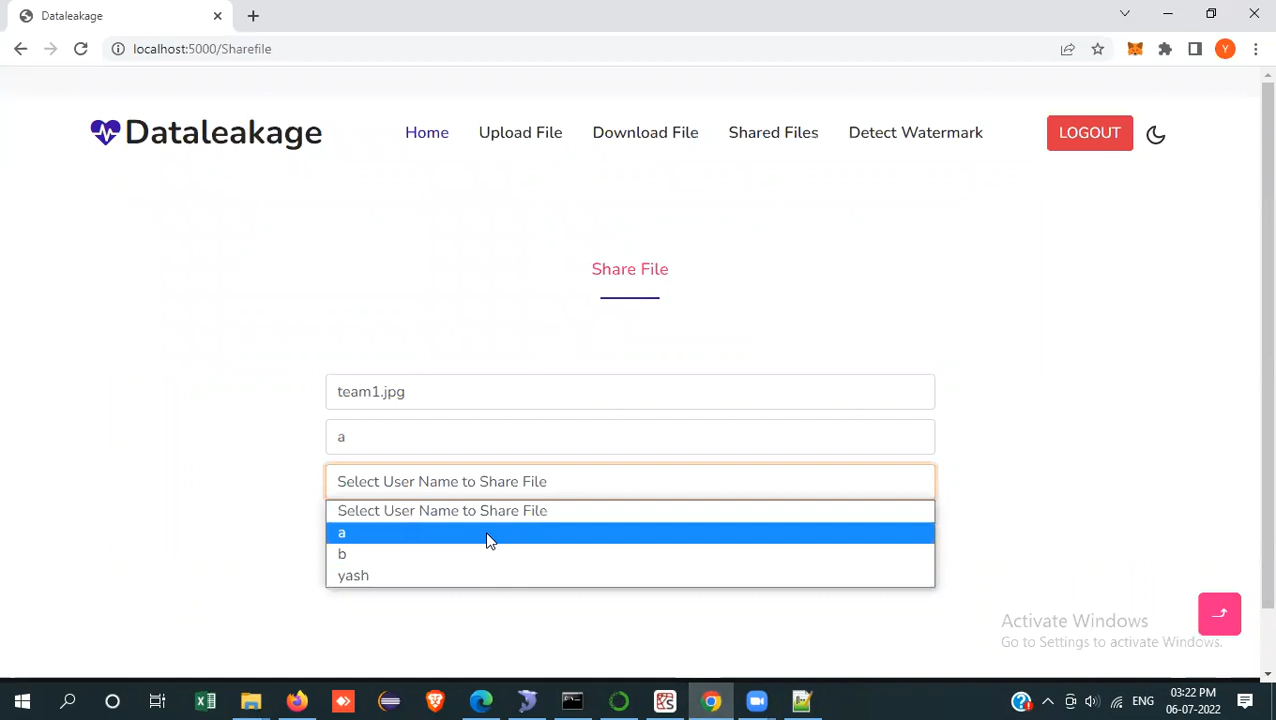 Dataleakage
localhost:5000/Sharefile
Y
Dataleakage
Home
Upload File
Download File
Shared Files
Detect Watermark
LOGOUT
Share File
team1.jpg
a
Select User Name to Share File
Select User Name to Share File
a
b
yash
Activate Windows
Go to Settings to activate Windows.
ENG
03:22 PM
06-07-2022